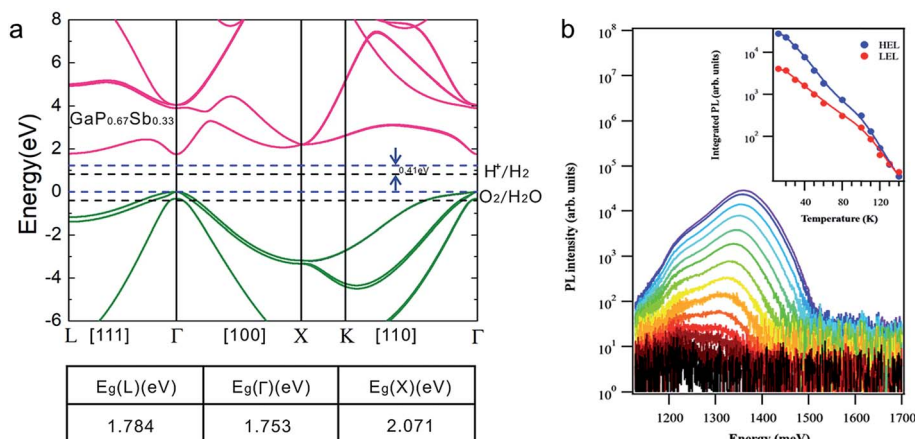 a
8
6
4
2
0
-2
-4
-6
Energy(eV)
GaP0.67Sb0.33
0.41eV
H+/H2
O2/H2O
L [111] Γ [100] X K [110] Γ
Eg(L)(eV) Eg(Γ)(eV) Eg(X)(eV)
1.784 1.753 2.071
b
10^8
10^7
10^6
10^5
10^4
10^3
10^2
10^1
10^0
PL intensity (arb. units)
HEL
LEL
10^4
10^3
10^2
Integrated PL (arb. units)
40 80 120
Temperature (K)
1200 1300 1400 1500 1600 1700
Energy (meV)